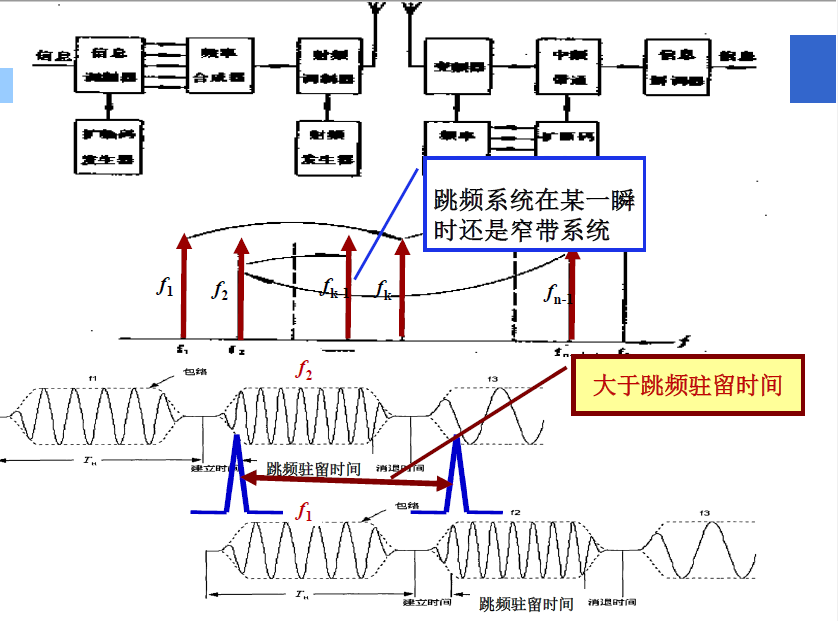 信息
信息
调制器
频率
合成器
射频
调制器
变频器
中频
带通
信息
解调器
信息
扩频码
发生器
射频
发生器
频率
扩频码
跳频系统在某一瞬
时还是窄带系统
f1
f2
fk-1
fk
fn-1
f
f1
f2
大于跳频驻留时间
f1
包络
f2
f3
TH
建立时间
跳频驻留时间
消退时间
f1
包络
f2
f3
TH
建立时间
跳频驻留时间
消退时间